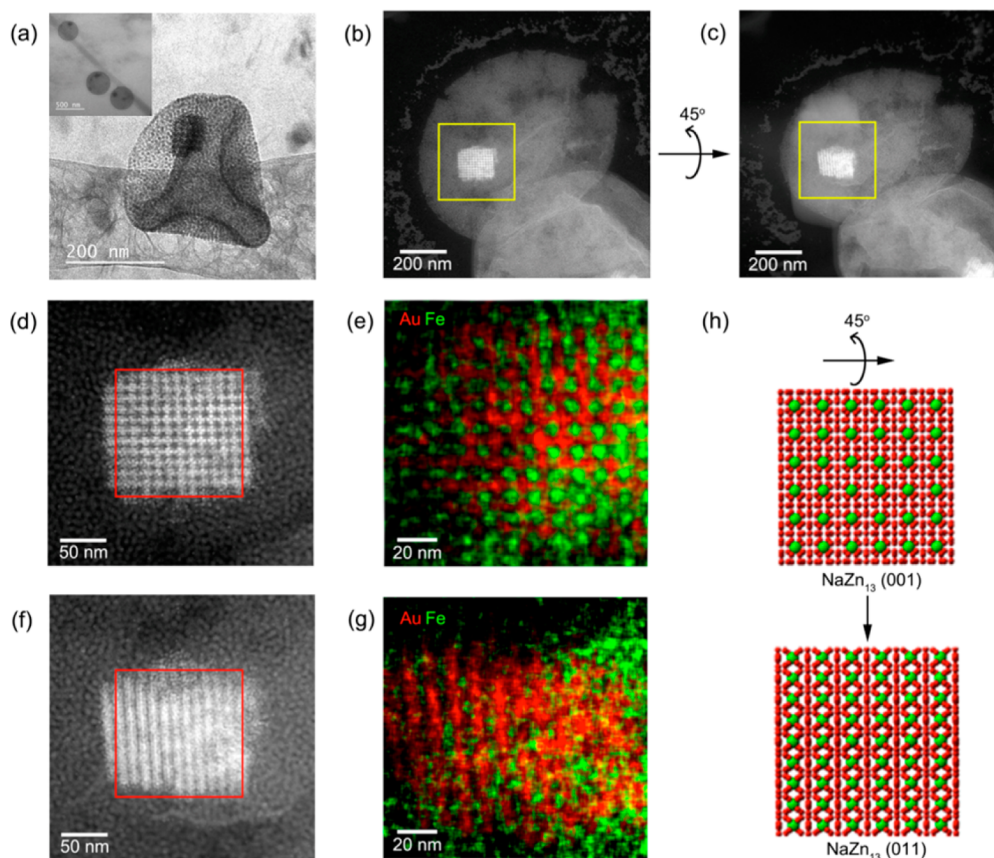 (a)
500 nm
200 nm
(b)
200 nm
45°
(c)
200 nm
(d)
50 nm
(e)
Au Fe
20 nm
(h)
45°
NaZn13 (001)
(f)
50 nm
(g)
Au Fe
20 nm
NaZn13 (011)